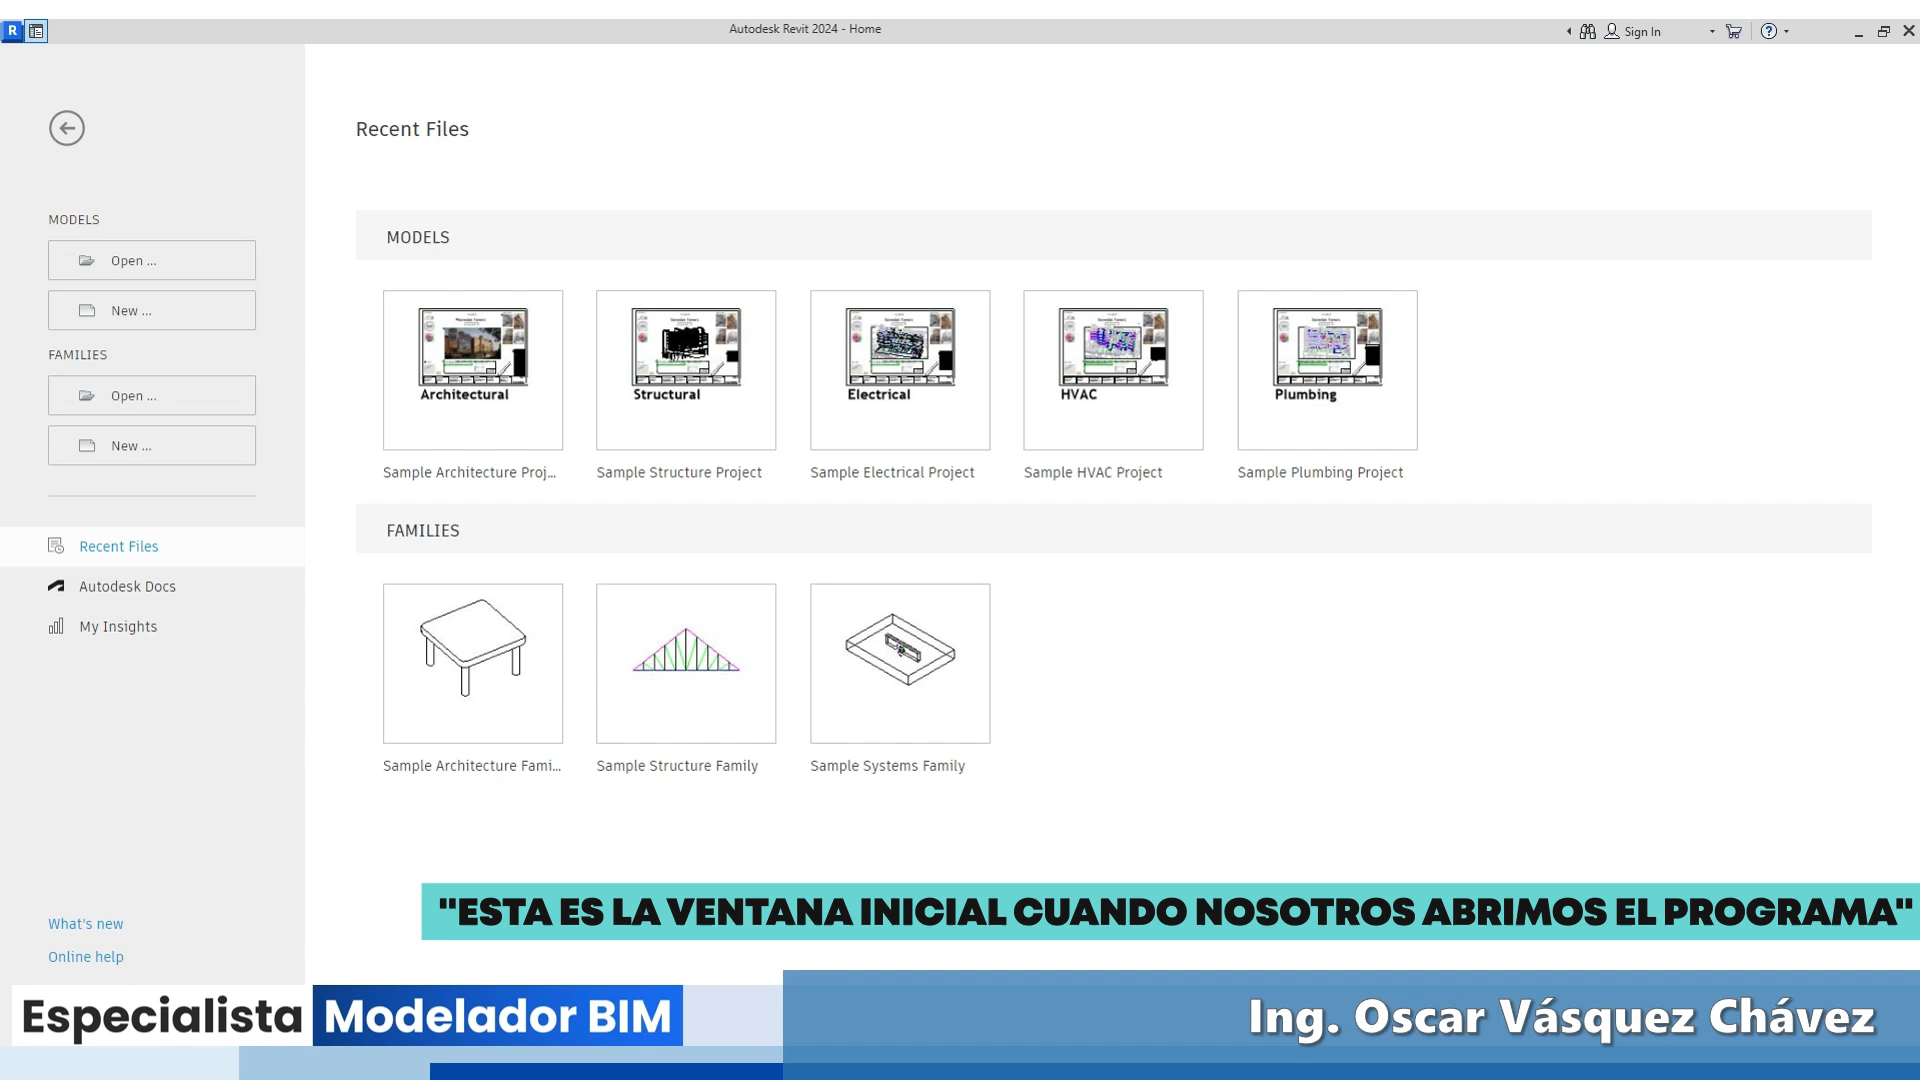 R
Autodesk Revit 2024 - Home
Sign In
?
Recent Files
MODELS
Open ...
New ...
FAMILIES
Open ...
New ...
Recent Files
Autodesk Docs
My Insights
What's new
Online help
MODELS
Architectural
Structural
Electrical
HVAC
Plumbing
Sample Architecture Proj...
Sample Structure Project
Sample Electrical Project
Sample HVAC Project
Sample Plumbing Project
FAMILIES
Sample Architecture Fami...
Sample Structure Family
Sample Systems Family
"ESTA ES LA VENTANA INICIAL CUANDO NOSOTROS ABRIMOS EL PROGRAMA"
Especialista Modelador BIM
Ing. Oscar Vásquez Chávez